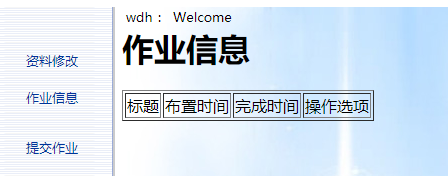 资料修改
作业信息
提交作业
wdh： Welcome
作业信息
标题 布置时间 完成时间 操作选项